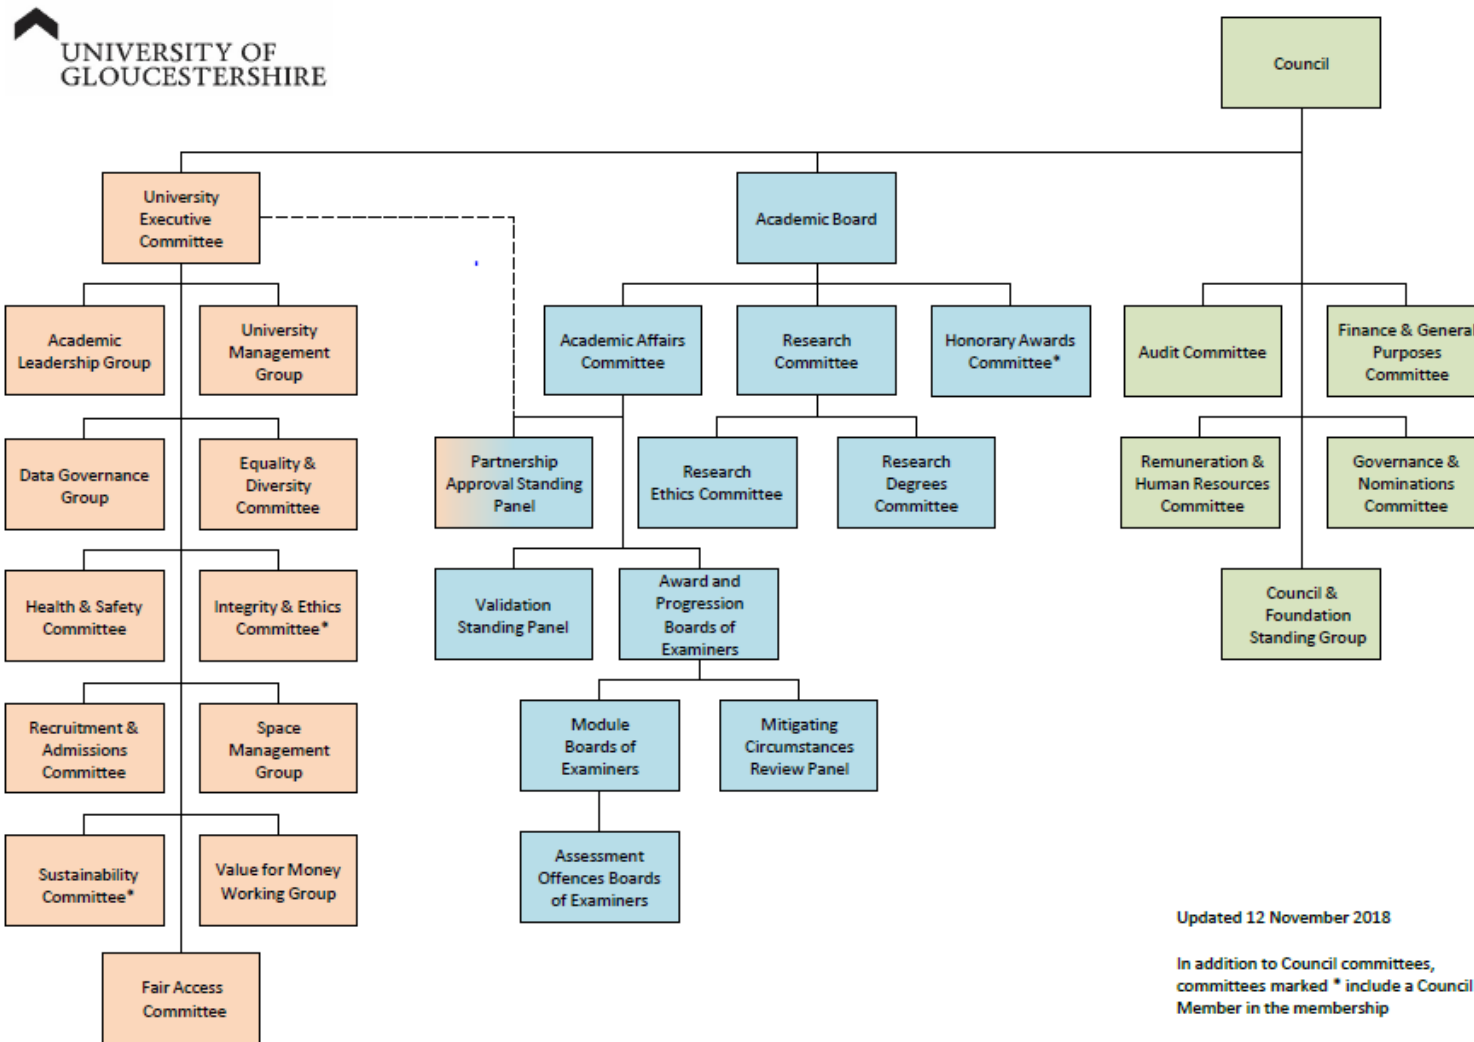 UNIVERSITY OF
GLOUCESTERSHIRE
Council
University
Executive
Committee
Academic Board
Academic
Leadership Group
University
Management
Group
Academic Affairs
Committee
Research
Committee
Honorary Awards
Committee*
Audit Committee
Finance & General
Purposes
Committee
Data Governance
Group
Equality &
Diversity
Committee
Partnership
Approval Standing
Panel
Research
Ethics Committee
Research
Degrees
Committee
Remuneration &
Human Resources
Committee
Governance &
Nominations
Committee
Health & Safety
Committee
Integrity & Ethics
Committee*
Validation
Standing Panel
Award and
Progression
Boards of
Examiners
Council &
Foundation
Standing Group
Recruitment &
Admissions
Committee
Space
Management
Group
Module
Boards of
Examiners
Mitigating
Circumstances
Review Panel
Sustainability
Committee*
Value for Money
Working Group
Assessment
Offences Boards
of Examiners
Fair Access
Committee
Updated 12 November 2018
In addition to Council committees,
committees marked * include a Council
Member in the membership